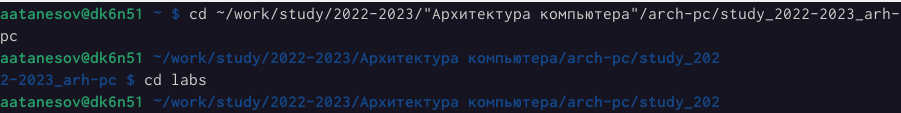 aatanesov@dk6n51 ~ $ cd ~/work/study/2022-2023/"Архитектура компьютера"/arch-pc/study_2022-2023_arh-
pc
aatanesov@dk6n51 ~/work/study/2022-2023/Архитектура компьютера/arch-pc/study_202
2-2023_arh-pc $ cd labs
aatanesov@dk6n51 ~/work/study/2022-2023/Архитектура компьютера/arch-pc/study_202